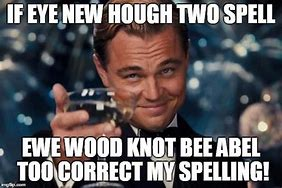 IF EYE NEW HOUGH TWO SPELL
EWE WOOD KNOT BEE ABEL
TOO CORRECT MY SPELLING!
imgflip.com